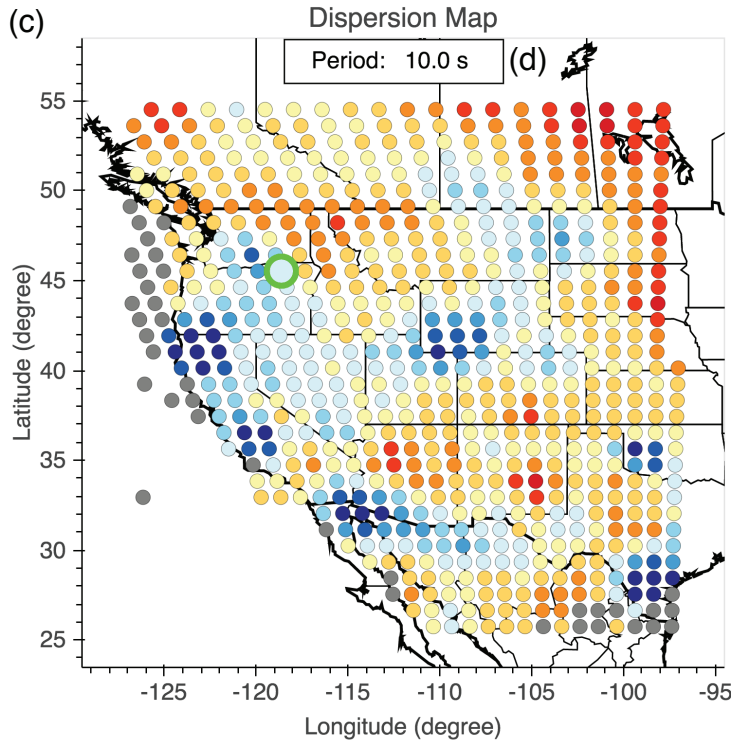 (c)
Dispersion Map
Period: 10.0 s
(d)
55
50
45
40
35
30
25
Latitude (degree)
-125
-120
-115
-110
-105
-100
-95
Longitude (degree)